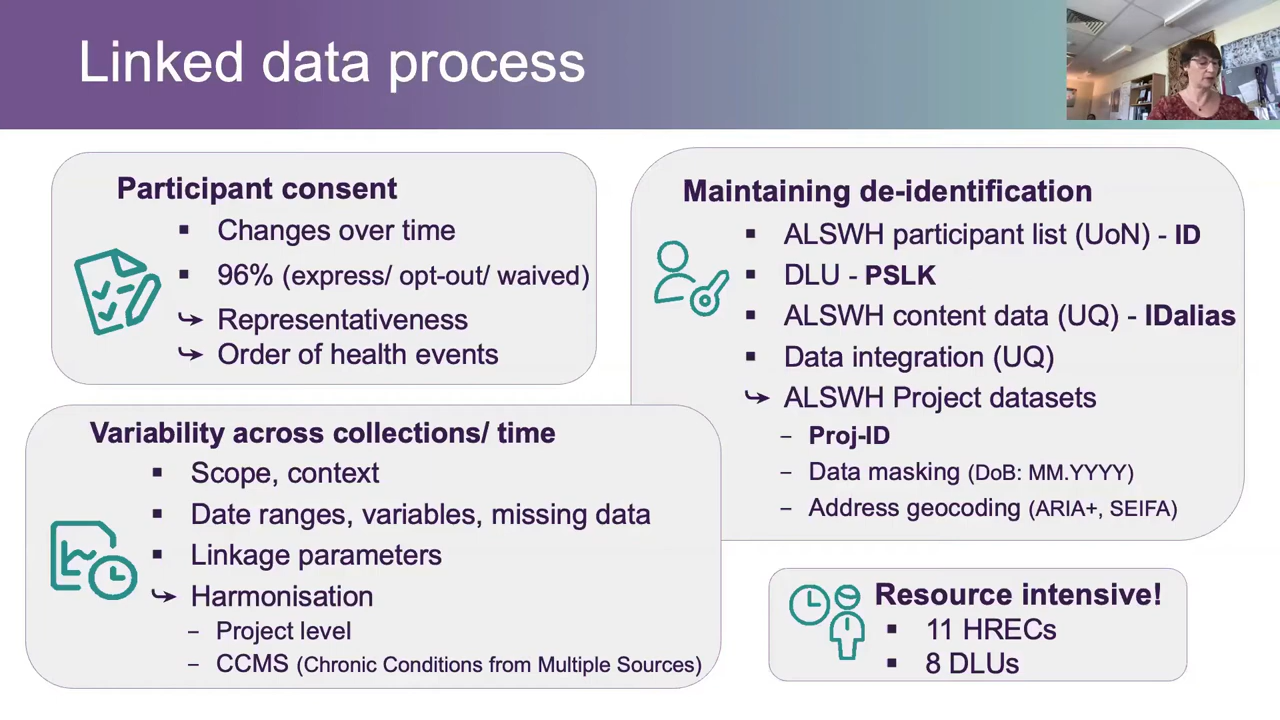 Linked data process
Participant consent
▪ Changes over time
▪ 96% (express/ opt-out/ waived)
↪ Representativeness
↪ Order of health events
Maintaining de-identification
▪ ALSWH participant list (UoN) - ID
▪ DLU - PSLK
▪ ALSWH content data (UQ) - IDalias
▪ Data integration (UQ)
↪ ALSWH Project datasets
– Proj-ID
– Data masking (DoB: MM.YYYY)
– Address geocoding (ARIA+, SEIFA)
Variability across collections/ time
▪ Scope, context
▪ Date ranges, variables, missing data
▪ Linkage parameters
↪ Harmonisation
– Project level
– CCMS (Chronic Conditions from Multiple Sources)
Resource intensive!
▪ 11 HRECs
▪ 8 DLUs